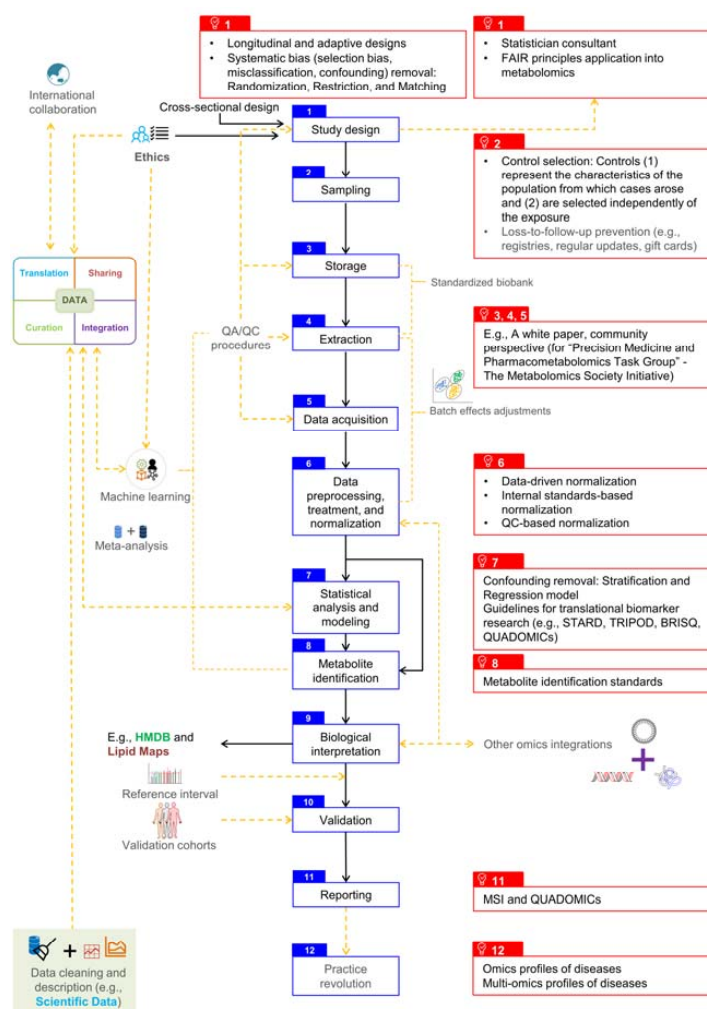 1
• Longitudinal and adaptive designs
• Systematic bias (selection bias,
misclassification, confounding) removal:
Randomization, Restriction, and Matching
1
• Statistician consultant
• FAIR principles application into
metabolomics
International
collaboration
Cross-sectional design
Ethics
1
Study design
2
• Control selection: Controls (1)
represent the characteristics of the
population from which cases arose
and (2) are selected independently of
the exposure
• Loss-to-follow-up prevention (e.g.,
registries, regular updates, gift cards)
2
Sampling
Translation
Sharing
DATA
Curation
Integration
3
Storage
Standardized biobank
QA/QC
procedures
4
Extraction
3, 4, 5
E.g., A white paper, community
perspective (for “Precision Medicine and
Pharmacometabolomics Task Group” -
The Metabolomics Society Initiative)
5
Data acquisition
Batch effects adjustments
Machine learning
Meta-analysis
6
Data
preprocessing,
treatment, and
normalization
6
• Data-driven normalization
• Internal standards-based
normalization
• QC-based normalization
7
Statistical
analysis and
modeling
7
Confounding removal: Stratification and
Regression model
Guidelines for translational biomarker
research (e.g., STARD, TRIPOD, BRISQ,
QUADOMICs)
8
Metabolite
identification
8
Metabolite identification standards
9
Biological
interpretation
E.g., HMDB and
Lipid Maps
Other omics integrations
Reference interval
10
Validation
Validation cohorts
11
Reporting
11
MSI and QUADOMICs
12
Practice
revolution
12
Omics profiles of diseases
Multi-omics profiles of diseases
Data cleaning and
description (e.g.,
Scientific Data)